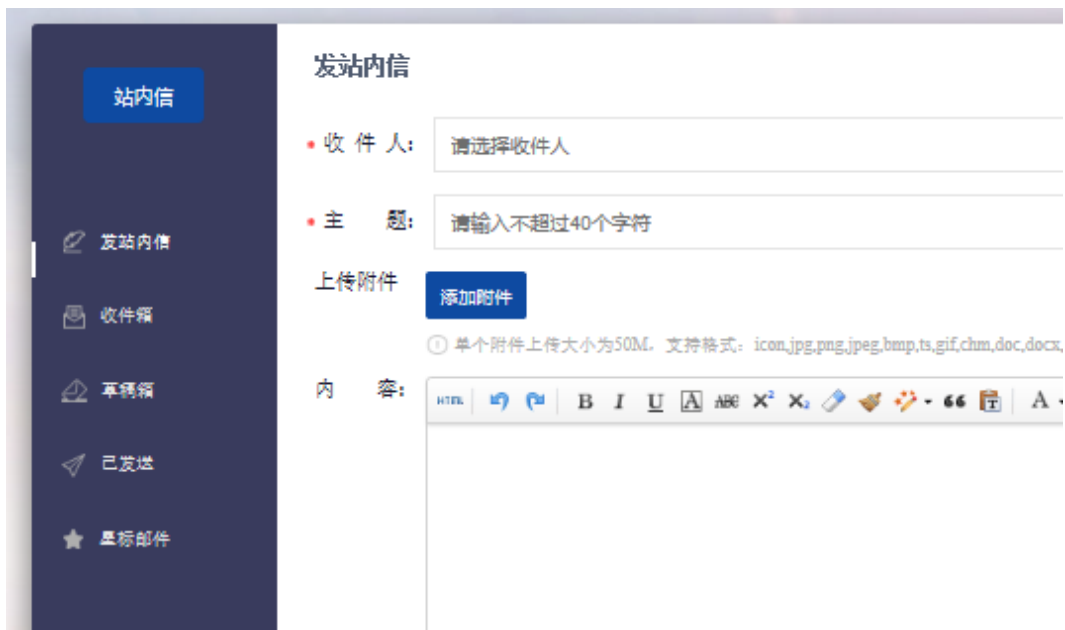 站内信
发站内信
收件箱
草稿箱
已发送
星标邮件
发站内信
• 收 件 人:
请选择收件人
• 主 题:
请输入不超过40个字符
上传附件
添加附件
单个附件上传大小为50M。支持格式:icon,jpg,png,jpeg,bmp,ts,gif,chm,doc,docx,
内 容:
HTML B I U A ABC X² X₂ T A